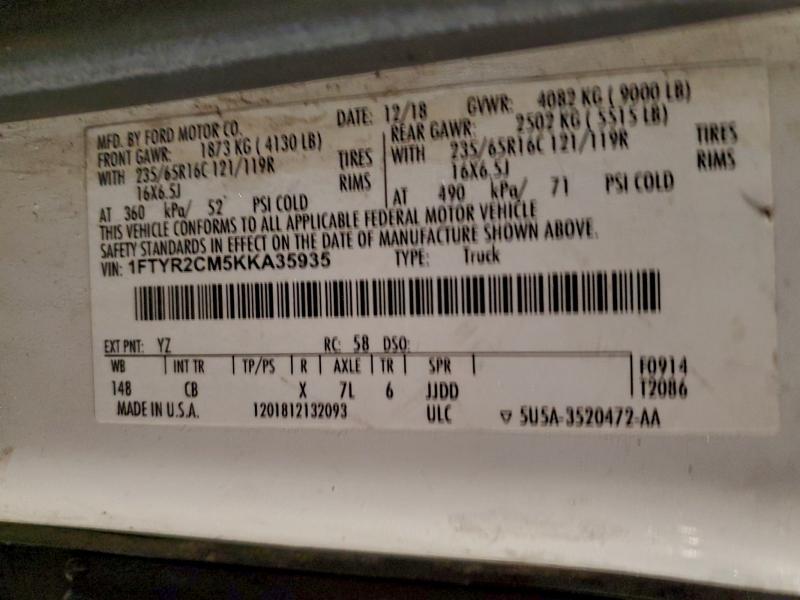 MFD. BY FORD MOTOR CO. DATE: 12/18 GVWR: 4082 KG ( 9000 LB)
FRONT GAWR: 1873 KG ( 4130 LB) REAR GAWR: 2502 KG ( 5515 LB)
WITH 235/65R16C 121/119R TIRES WITH 235/65R16C 121/119R TIRES
16X6.5J RIMS 16X6.5J RIMS
AT 360 kPa/ 52 PSI COLD AT 490 kPa/ 71 PSI COLD
THIS VEHICLE CONFORMS TO ALL APPLICABLE FEDERAL MOTOR VEHICLE
SAFETY STANDARDS IN EFFECT ON THE DATE OF MANUFACTURE SHOWN ABOVE.
VIN: 1FTYR2CM5KKA35935 TYPE: Truck
EXT PNT: YZ RC: 58 DSO:
WB INT TR TP/PS R AXLE TR SPR F0914
148 CB X 7L 6 JJDD T2086
MADE IN U.S.A. 1201812132093 ULC 5U5A-3520472-AA